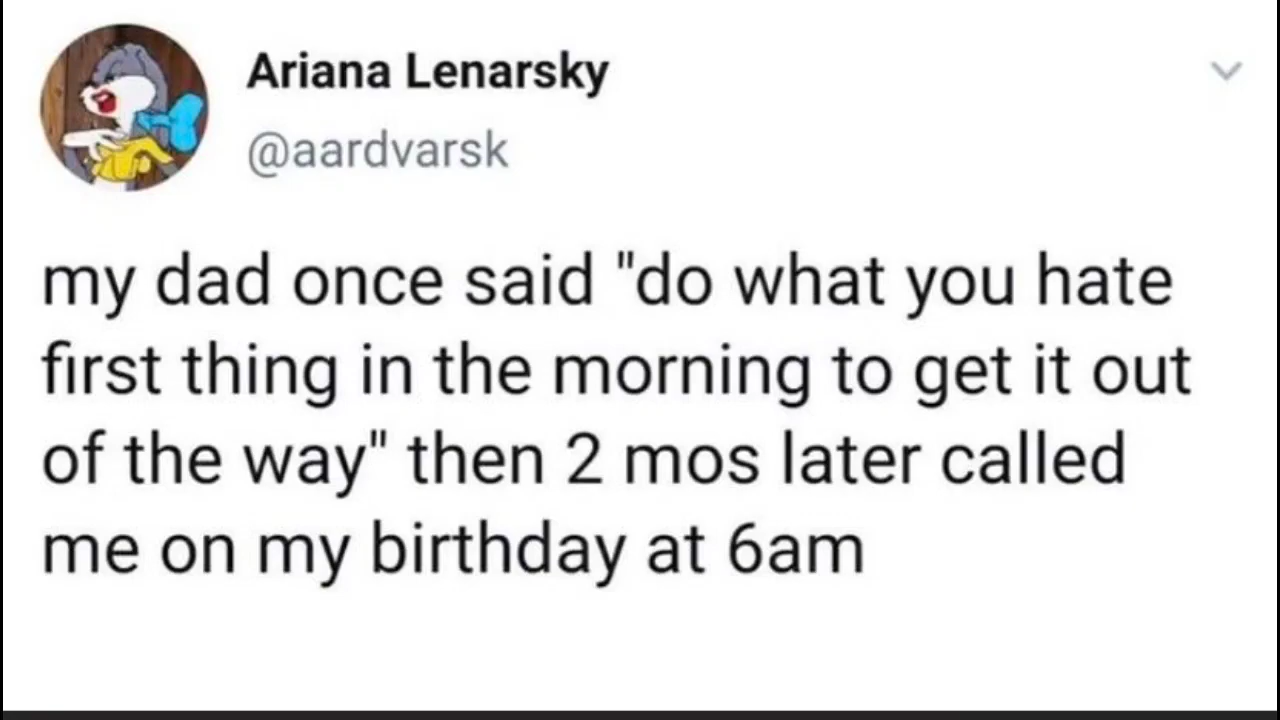 Ariana Lenarsky
@aardvarsk
my dad once said "do what you hate
first thing in the morning to get it out
of the way" then 2 mos later called
me on my birthday at 6am